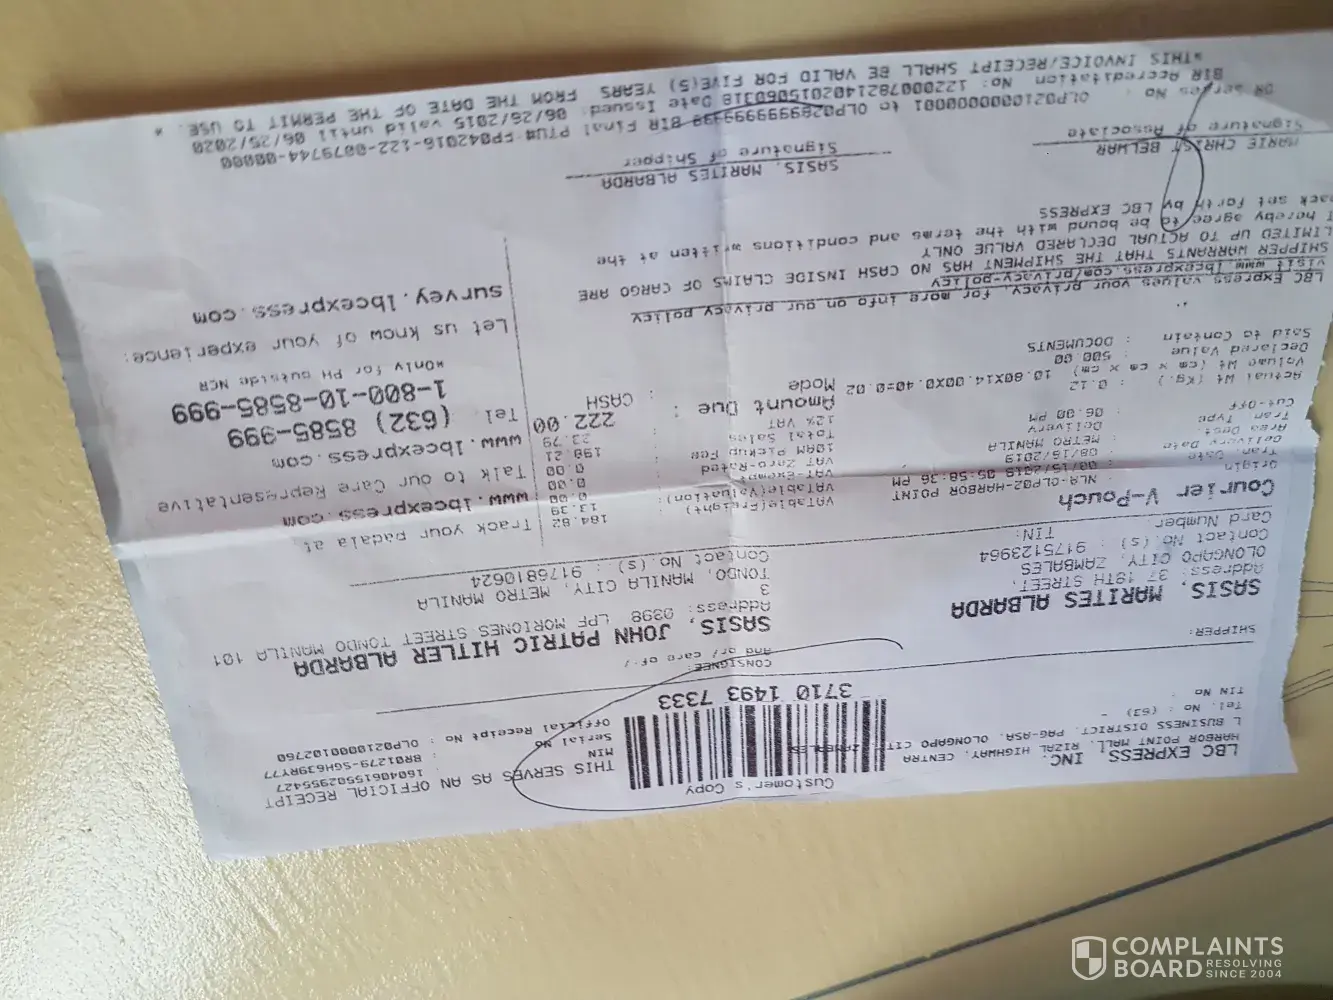 Customer's Copy
LBC EXPRESS, INC.
HARBOR POINT MALL, RIZAL HIGHWAY, CENTRA
L BUSINESS DISTRICT, PAG-ASA, OLONGAPO CITY, ZAMBALES
Tel. No.: (63) -
TIN No :
3710 1493 7333
THIS SERVES AS AN OFFICIAL RECEIPT
MIN : 16040615502955427
Serial No : BR01279-SGH639RY77
Official Receipt No : OLP0210000102760
SHIPPER:
SASIS, MARITES ALBARDA
Address: 37 18TH STREET,
OLONGAPO CITY, ZAMBALES
Contact No.(s): 9175123964
Card Number: TIN:
CONSIGNEE:
And or/ care of:/
SASIS, JOHN PATRIC HITLER ALBARDA
Address: 0398 LPF MORIONES STREET TONDO MANILA 101
3
TONDO, MANILA CITY, METRO MANILA
Contact No.(s) : 9176810624
Courier V-Pouch
Origin : NLA-OLP02-HARBOR POINT
Tran. Date : 08/15/2019 05:58:36 PM
Delivery Date : 08/16/2019
Area Dest : METRO MANILA
Tran Type : Delivery
Cut-Off : 06.00 PM
Actual Wt (Kg.) : 0.12
Volume Wt (cm x cm x cm) 10.80X14.00X0.40=0.02
Declared Value : 500.00
Said to Contain : DOCUMENTS
VATable(Freight): 184.82
VATable(Valuation): 13.39
VAT-Exempt : 0.00
VAT Zero-Rated : 0.00
10AM Pickup Fee : 0.00
Total Sales : 198.21
12% VAT : 23.79
Amount Due : 222.00
Mode : CASH
Track your padala at
www.lbcexpress.com
Talk to our Care Representative
www.lbcexpress.com
Tel (632) 8585-999
1-800-10-8585-999
*Only for PH outside NCR
Let us know of your experience:
survey.lbcexpress.com
LBC Express values your privacy, for more info on our privacy policy
visit www.lbcexpress.com/privacy-policy
SHIPPER WARRANTS THAT THE SHIPMENT HAS NO CASH INSIDE CLAIMS OF CARGO ARE
LIMITED UP TO ACTUAL DECLARED VALUE ONLY
I hereby agree to be bound with the terms and conditions written at the
back set forth by LBC EXPRESS
MARIE CHRIST BELMAR
Signature of Associate
SASIS, MARITES ALBARDA
Signature of Shipper
OR Series No. : OLP0210000000001 to OLP0289999999999 Final PTU# FP042016-122-0079744-00000
BIR Accreditation No: 1220007821402015060318 Date Issued: 06/26/2015 valid until 06/25/2020
*THIS INVOICE/RECEIPT SHALL BE VALID FOR FIVE(5) YEARS FROM THE DATE OF THE PERMIT TO USE. *
COMPLAINTS
BOARD RESOLVING
SINCE 2004